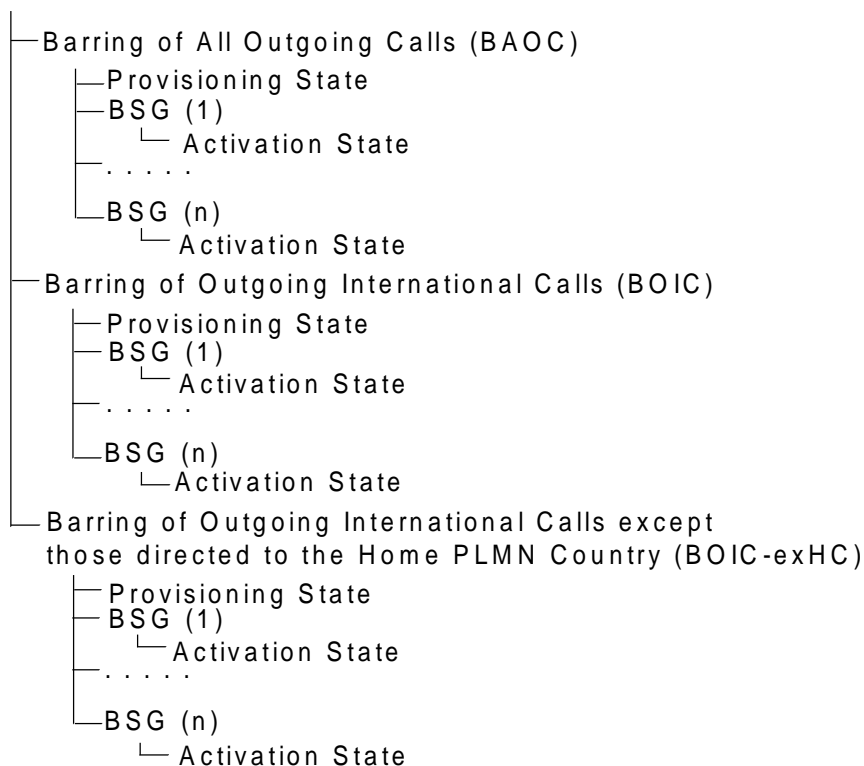 Barring of All Outgoing Calls (BAOC)
Provisioning State
BSG (1)
Activation State
. . . . .
BSG (n)
Activation State
Barring of Outgoing International Calls (BOIC)
Provisioning State
BSG (1)
Activation State
. . . . .
BSG (n)
Activation State
Barring of Outgoing International Calls except
those directed to the Home PLMN Country (BOIC-exHC)
Provisioning State
BSG (1)
Activation State
. . . . .
BSG (n)
Activation State